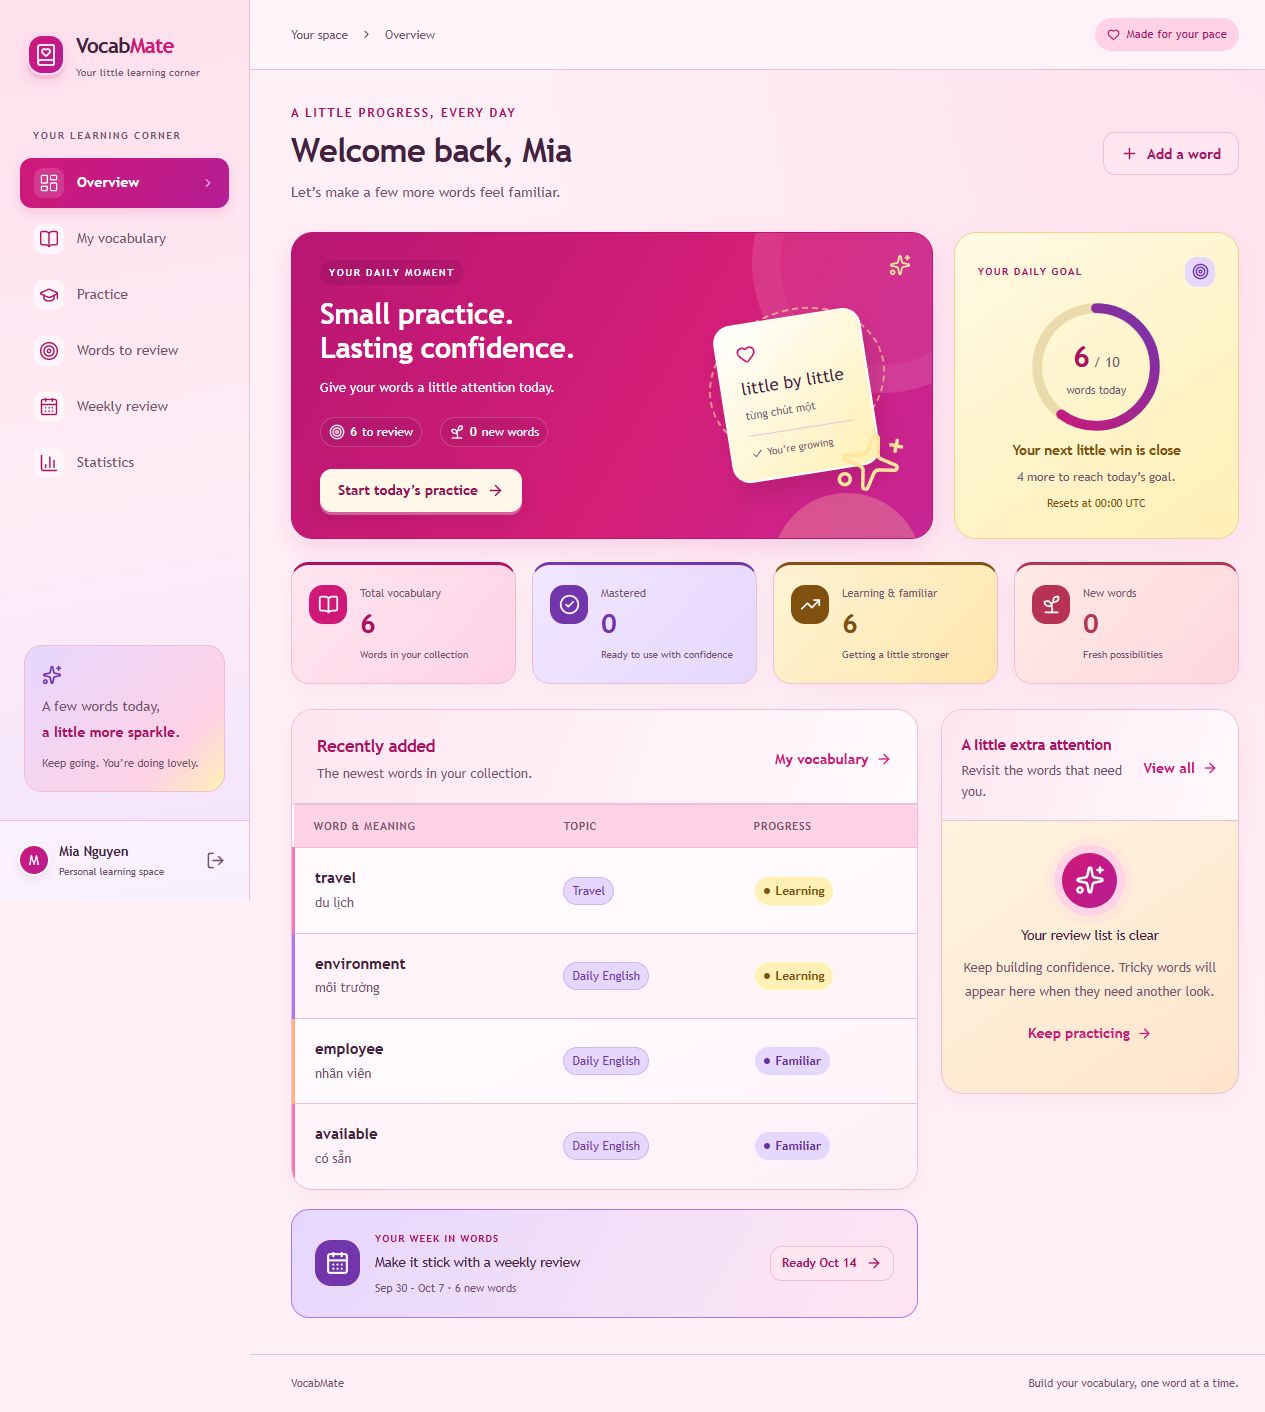 VocabMate
Your little learning corner
YOUR LEARNING CORNER
Overview
My vocabulary
Practice
Words to review
Weekly review
Statistics
A few words today,
a little more sparkle.
Keep going. You’re doing lovely.
M
Mia Nguyen
Personal learning space
Your space
Overview
Made for your pace
A LITTLE PROGRESS, EVERY DAY
Welcome back, Mia
Let’s make a few more words feel familiar.
Add a word
YOUR DAILY MOMENT
Small practice.
Lasting confidence.
Give your words a little attention today.
6 to review
0 new words
Start today’s practice
little by little
từng chút một
You’re growing
YOUR DAILY GOAL
6 / 10
words today
Your next little win is close
4 more to reach today’s goal.
Resets at 00:00 UTC
Total vocabulary
6
Words in your collection
Mastered
0
Ready to use with confidence
Learning & familiar
6
Getting a little stronger
New words
0
Fresh possibilities
Recently added
The newest words in your collection.
My vocabulary
WORD & MEANING
TOPIC
PROGRESS
travel
du lịch
Travel
Learning
environment
môi trường
Daily English
Learning
employee
nhân viên
Daily English
Familiar
available
có sẵn
Daily English
Familiar
A little extra attention
Revisit the words that need
you.
View all
Your review list is clear
Keep building confidence. Tricky words will
appear here when they need another look.
Keep practicing
YOUR WEEK IN WORDS
Make it stick with a weekly review
Sep 30 – Oct 7 · 6 new words
Ready Oct 14
VocabMate
Build your vocabulary, one word at a time.